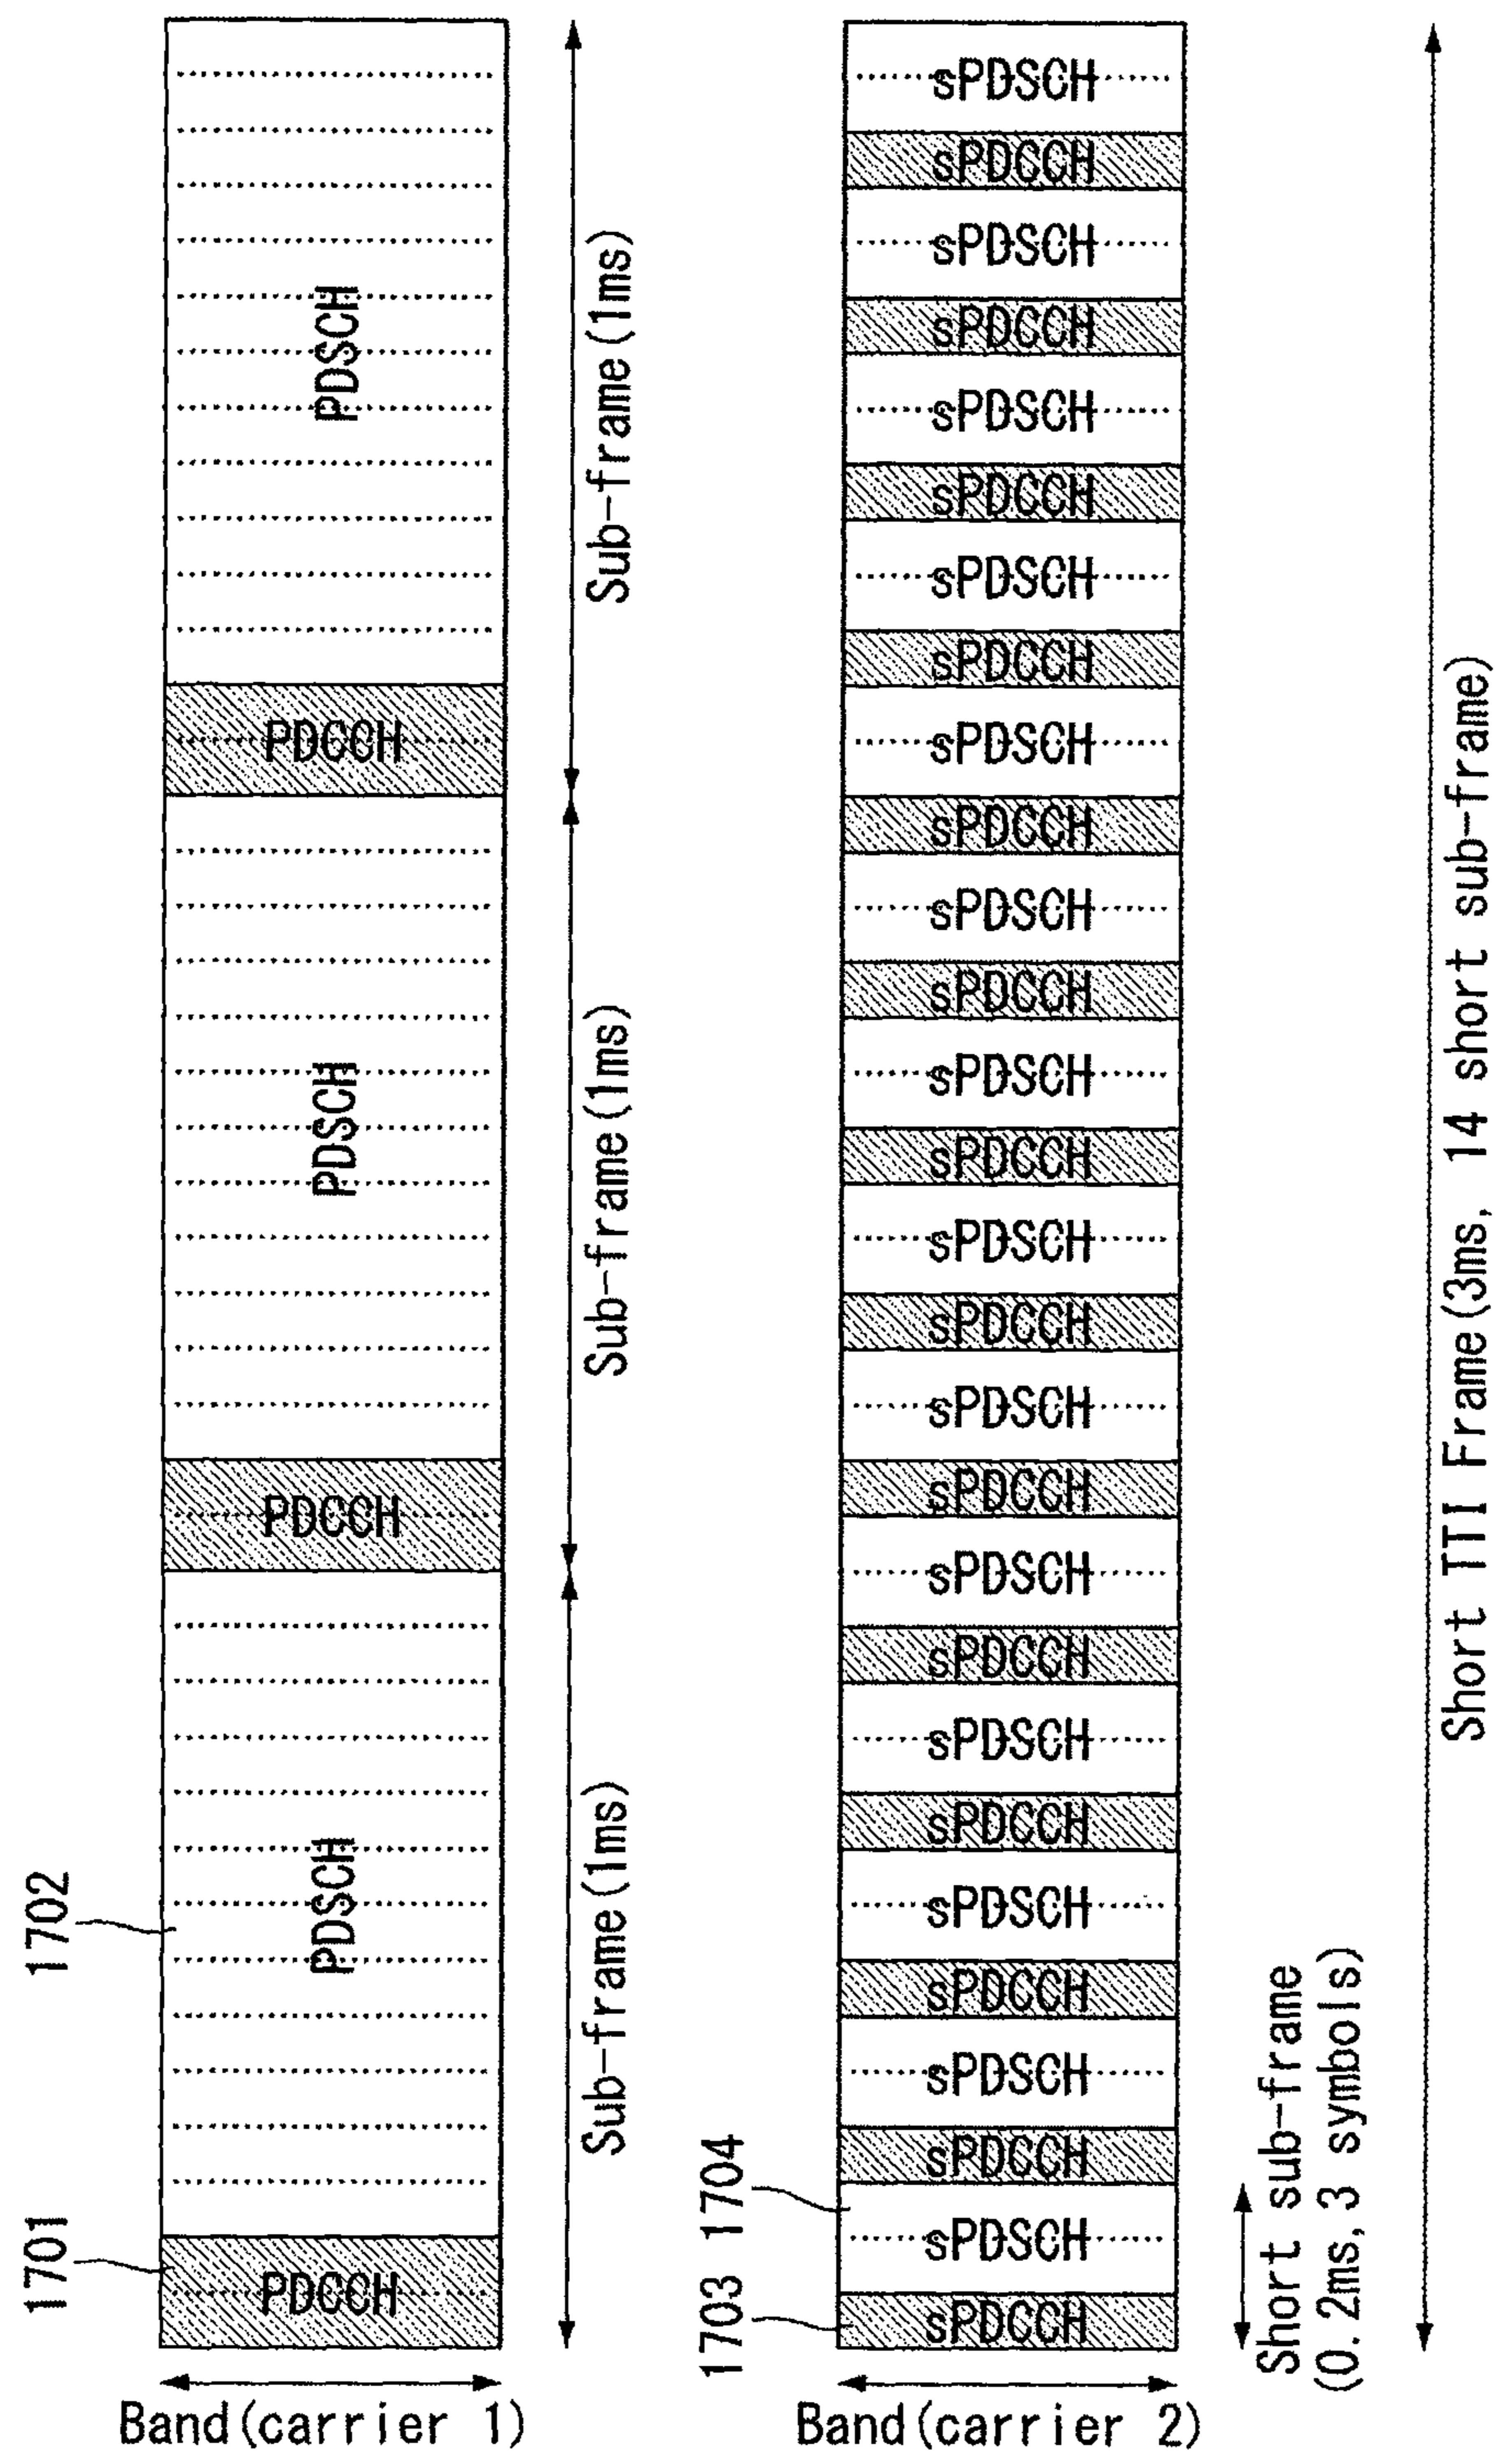 PDSCH
PDCCH
PDSCH
PDCCH
PDSCH
PDCCH
1702
1701
Sub-frame(1ms)
Sub-frame(1ms)
Sub-frame(1ms)
Band(carrier 1)
sPDSCH
sPDCCH
sPDSCH
sPDCCH
sPDSCH
sPDCCH
sPDSCH
sPDCCH
sPDSCH
sPDCCH
sPDSCH
sPDCCH
sPDSCH
sPDCCH
sPDSCH
sPDCCH
sPDSCH
sPDCCH
sPDSCH
sPDCCH
sPDSCH
sPDCCH
sPDSCH
sPDCCH
sPDSCH
sPDCCH
sPDSCH
sPDCCH
1703 1704
Band(carrier 2)
Short sub-frame
(0.2ms, 3 symbols)
Short TTI Frame(3ms, 14 short sub-frame)